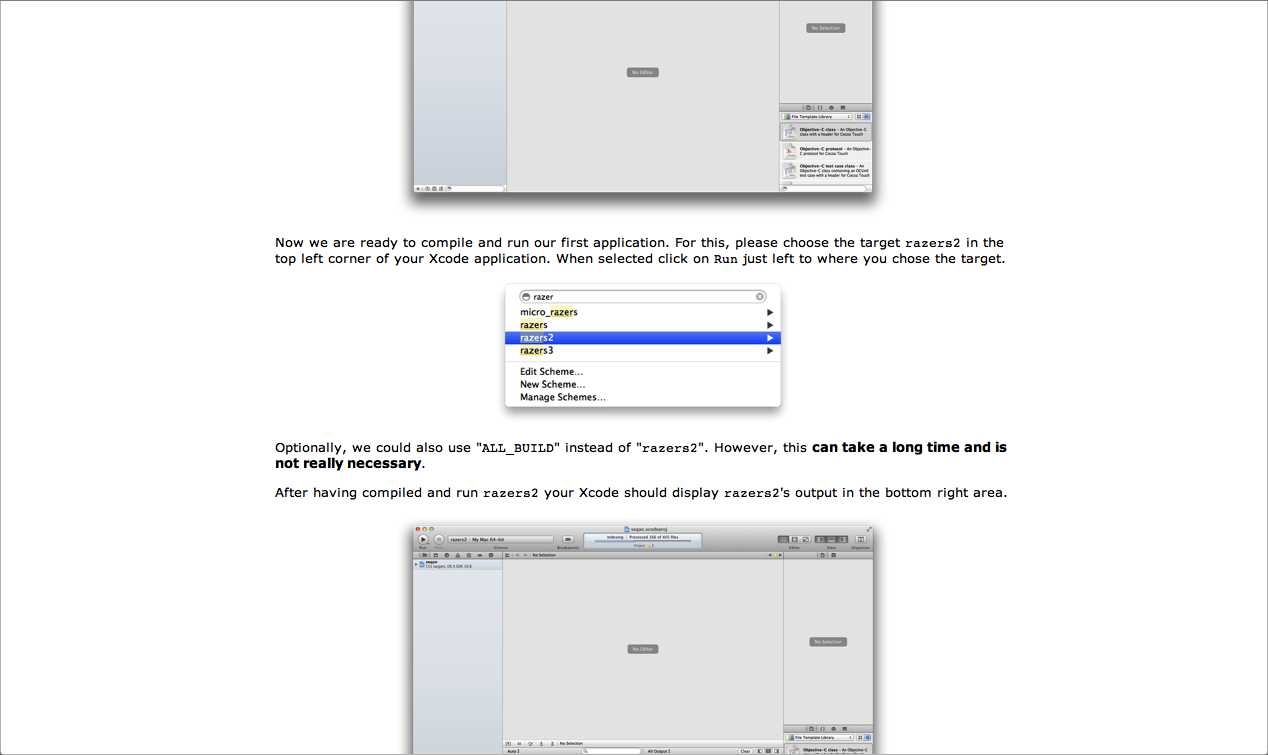 No Selection
No Editor
File Template Library
Objective-C class - An Objective-C
class with a header for Cocoa Touch
Objective-C protocol - An Objective-
C protocol for Cocoa Touch
Objective-C test case class - An
Objective-C class containing an OCUnit
test case with a header for Cocoa Touch
Now we are ready to compile and run our first application. For this, please choose the target razers2 in the
top left corner of your Xcode application. When selected click on Run just left to where you chose the target.
razer
micro_razers
razers
razers2
razers3
Edit Scheme...
New Scheme...
Manage Schemes...
Optionally, we could also use "ALL_BUILD" instead of "razers2". However, this can take a long time and is
not really necessary.
After having compiled and run razers2 your Xcode should display razers2's output in the bottom right area.
seqan.xcodeproj
razers2 My Mac 64-bit
Indexing | Processed 166 of 405 files
Run
Scheme
Breakpoints
Editor
View
Organizer
No Selection
seqan
No Editor
No Selection
No Selection
Auto
All Output
Clear
File Template Library
Objective-C class - An Objective-C